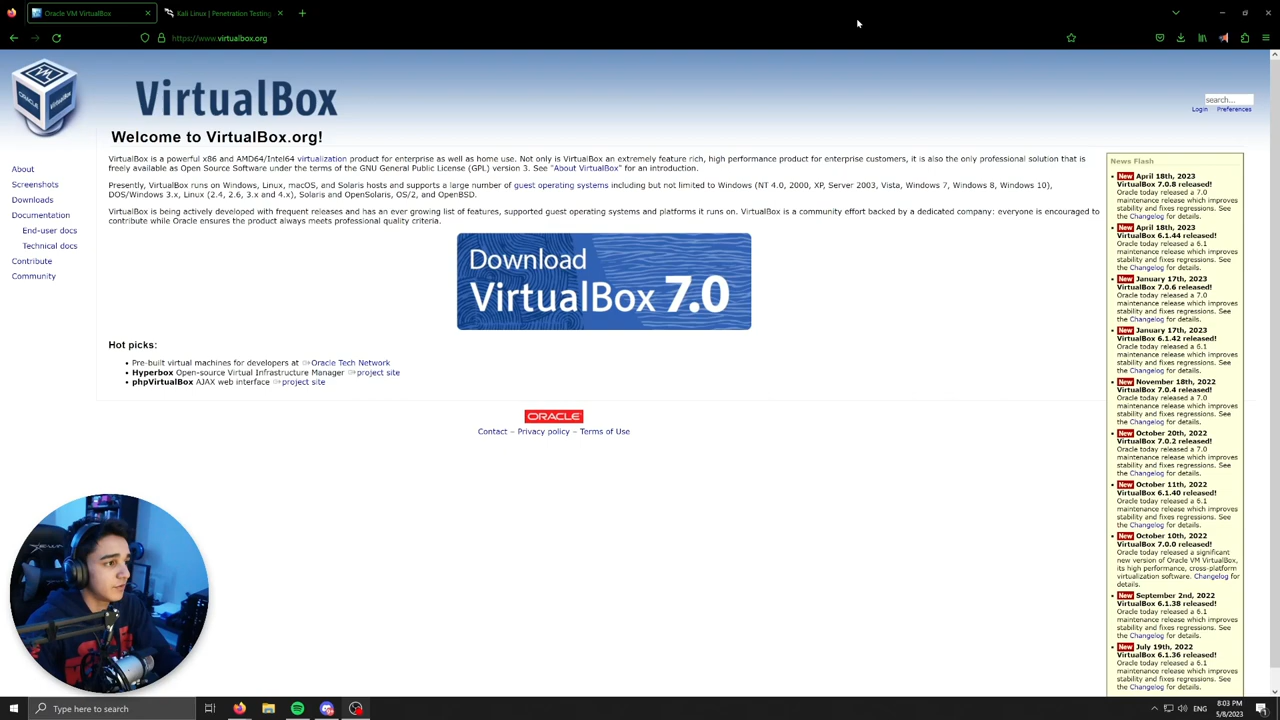 Oracle VM VirtualBox
Kali Linux | Penetration Testing
https://www.virtualbox.org
ORACLE
VirtualBox
VirtualBox
search...
Login Preferences
Welcome to VirtualBox.org!
About
Screenshots
Downloads
Documentation
End-user docs
Technical docs
Contribute
Community
VirtualBox is a powerful x86 and AMD64/Intel64 virtualization product for enterprise as well as home use. Not only is VirtualBox an extremely feature rich, high performance product for enterprise customers, it is also the only professional solution that is
freely available as Open Source Software under the terms of the GNU General Public License (GPL) version 3. See "About VirtualBox" for an introduction.
Presently, VirtualBox runs on Windows, Linux, macOS, and Solaris hosts and supports a large number of guest operating systems including but not limited to Windows (NT 4.0, 2000, XP, Server 2003, Vista, Windows 7, Windows 8, Windows 10),
DOS/Windows 3.x, Linux (2.4, 2.6, 3.x and 4.x), Solaris and OpenSolaris, OS/2, and OpenBSD.
VirtualBox is being actively developed with frequent releases and has an ever growing list of features, supported guest operating systems and platforms it runs on. VirtualBox is a community effort backed by a dedicated company: everyone is encouraged to
contribute while Oracle ensures the product always meets professional quality criteria.
Download
VirtualBox 7.0
Hot picks:
• Pre-built virtual machines for developers at Oracle Tech Network
• Hyperbox Open-source Virtual Infrastructure Manager project site
• phpVirtualBox AJAX web interface project site
ORACLE
Contact – Privacy policy – Terms of Use
News Flash
• New April 18th, 2023
VirtualBox 7.0.8 released!
Oracle today released a 7.0
maintenance release which improves
stability and fixes regressions. See
the Changelog for details.
• New April 18th, 2023
VirtualBox 6.1.44 released!
Oracle today released a 6.1
maintenance release which improves
stability and fixes regressions. See
the Changelog for details.
• New January 17th, 2023
VirtualBox 7.0.6 released!
Oracle today released a 7.0
maintenance release which improves
stability and fixes regressions. See
the Changelog for details.
• New January 17th, 2023
VirtualBox 6.1.42 released!
Oracle today released a 6.1
maintenance release which improves
stability and fixes regressions. See
the Changelog for details.
• New November 18th, 2022
VirtualBox 7.0.4 released!
Oracle today released a 7.0
maintenance release which improves
stability and fixes regressions. See
the Changelog for details.
• New October 20th, 2022
VirtualBox 7.0.2 released!
Oracle today released a 7.0
maintenance release which improves
stability and fixes regressions. See
the Changelog for details.
• New October 11th, 2022
VirtualBox 6.1.40 released!
Oracle today released a 6.1
maintenance release which improves
stability and fixes regressions. See
the Changelog for details.
• New October 10th, 2022
VirtualBox 7.0.0 released!
Oracle today released a significant
new version of Oracle VM VirtualBox,
its high performance, cross-platform
virtualization software. Changelog for
details.
• New September 2nd, 2022
VirtualBox 6.1.38 released!
Oracle today released a 6.1
maintenance release which improves
stability and fixes regressions. See
the Changelog for details.
• New July 19th, 2022
VirtualBox 6.1.36 released!
Oracle today released a 6.1
maintenance release which improves
stability and fixes regressions. See
the Changelog for details.
Type here to search
ENG
8:03 PM
5/8/2023